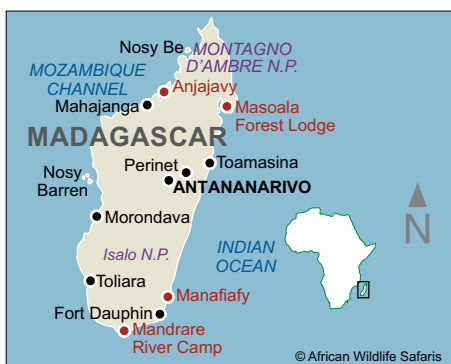 Nosy Be
MONTAGNO
D'AMBRE N.P.
MOZAMBIQUE
CHANNEL
Anjajavy
Mahajanga
Masoala
Forest Lodge
MADAGASCAR
Perinet
Toamasina
Nosy
Barren
ANTANANARIVO
Morondava
Isalo N.P.
INDIAN
OCEAN
N
Toliara
Manafiafy
Fort Dauphin
Mandrare
River Camp
© African Wildlife Safaris